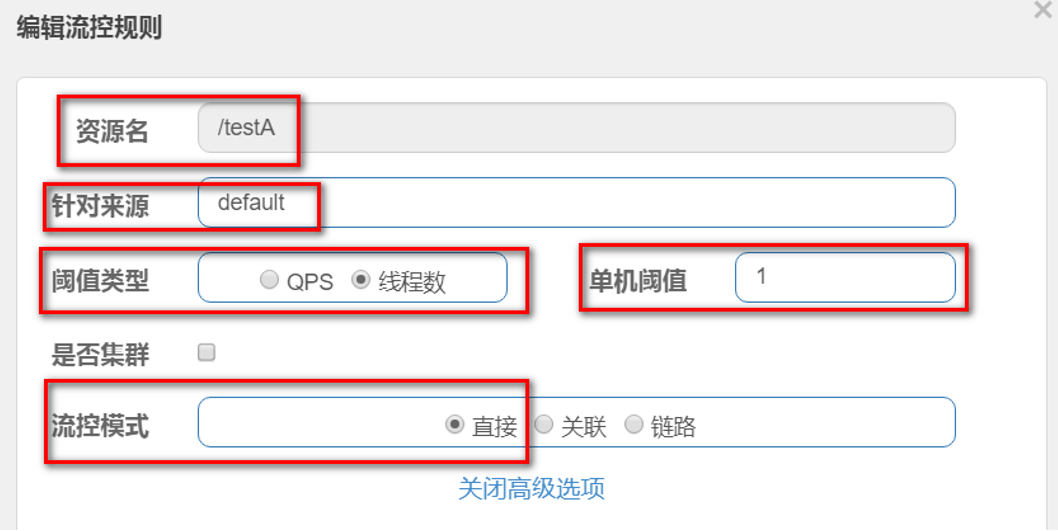 编辑流控规则
资源名 /testA
针对来源 default
阈值类型 QPS 线程数 单机阈值 1
是否集群
流控模式 直接 关联 链路
关闭高级选项